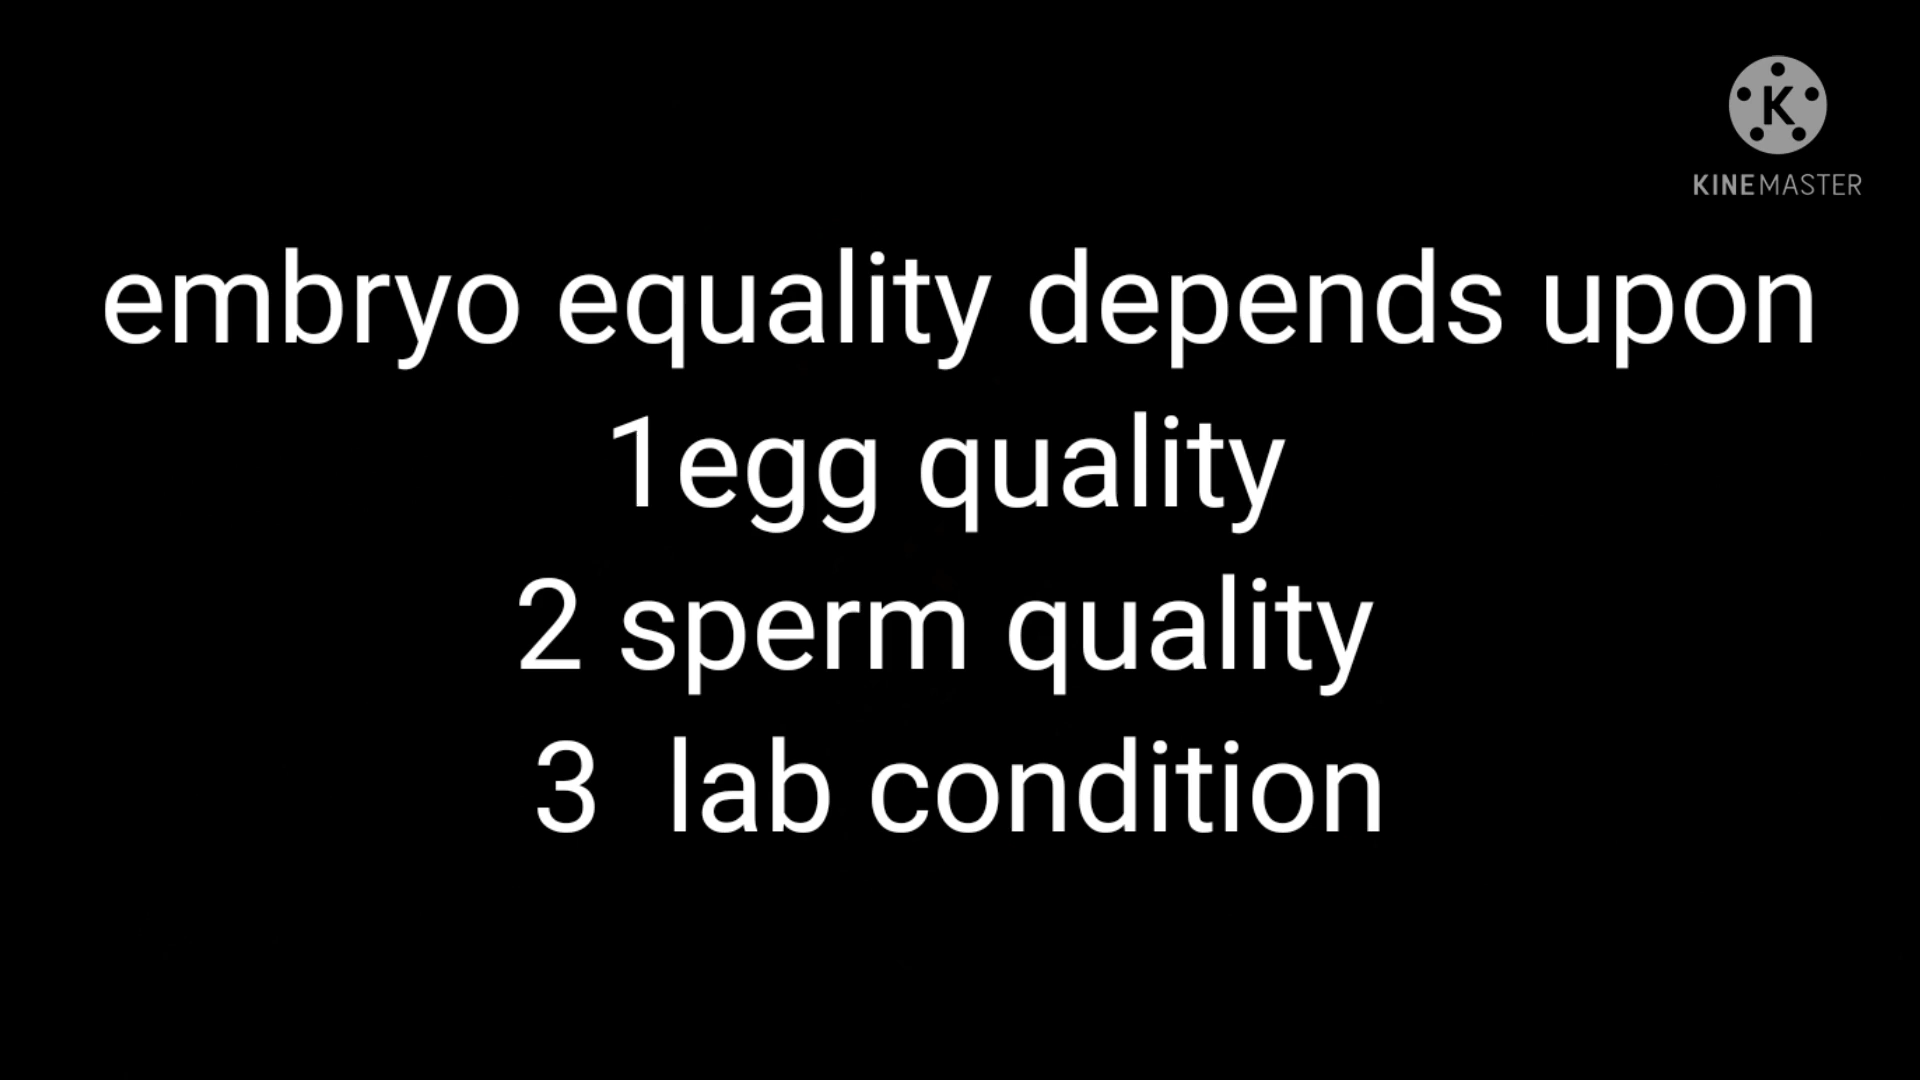 K
KINEMASTER
embryo equality depends upon
1egg quality
2 sperm quality
3  lab condition